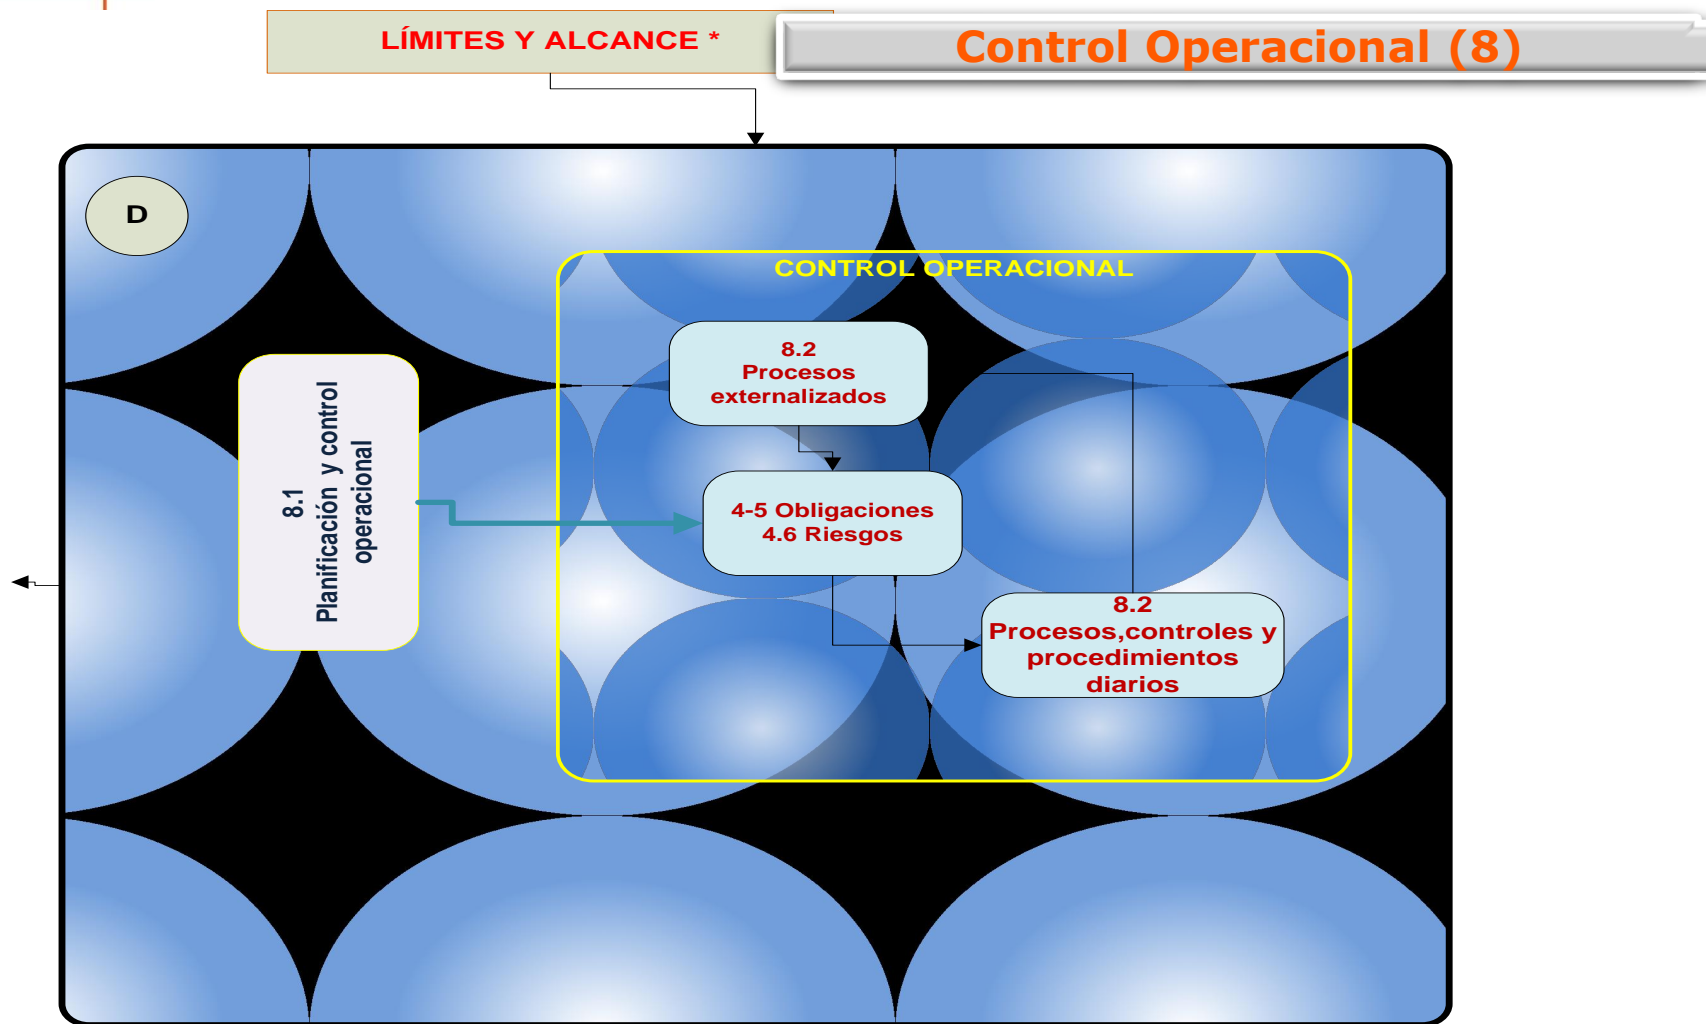 LÍMITES Y ALCANCE *
Control Operacional (8)
D
CONTROL OPERACIONAL
8.2
Procesos
externalizados
8.1
Planificación y control
operacional
4-5 Obligaciones
4.6 Riesgos
8.2
Procesos,controles y
procedimientos
diarios